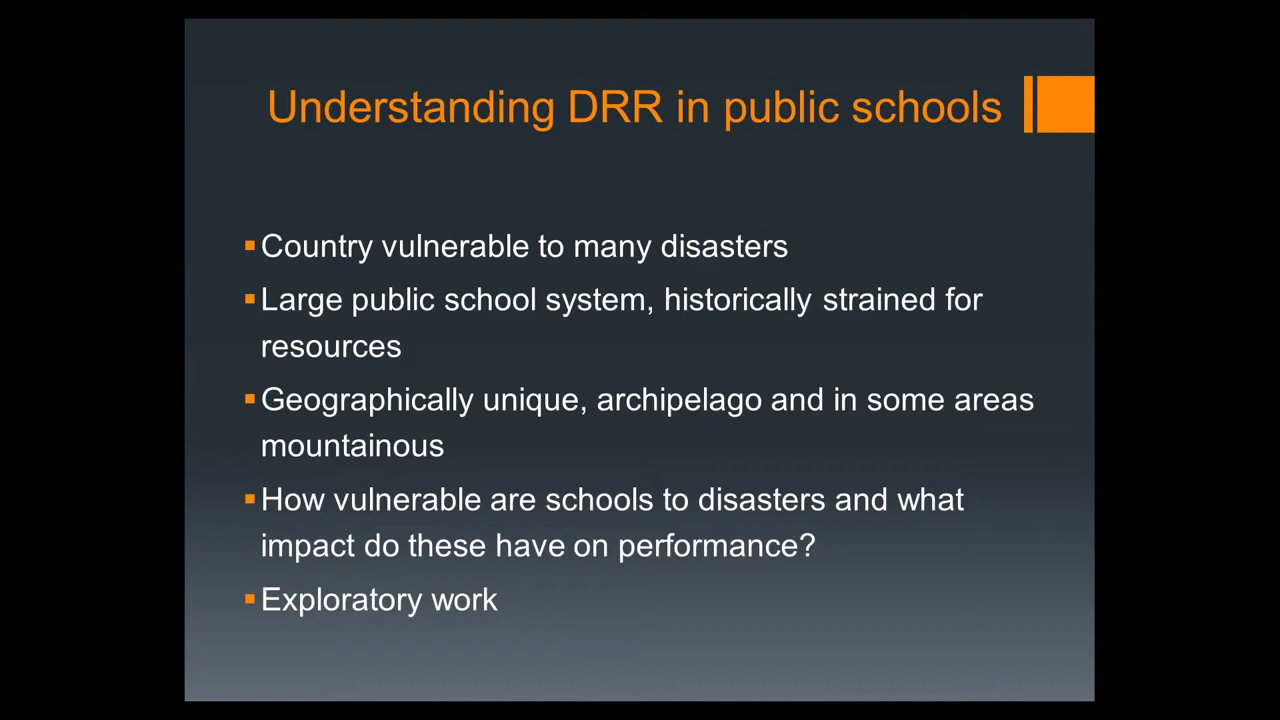 Understanding DRR in public schools
▪Country vulnerable to many disasters
▪Large public school system, historically strained for
resources
▪Geographically unique, archipelago and in some areas
mountainous
▪How vulnerable are schools to disasters and what
impact do these have on performance?
▪Exploratory work